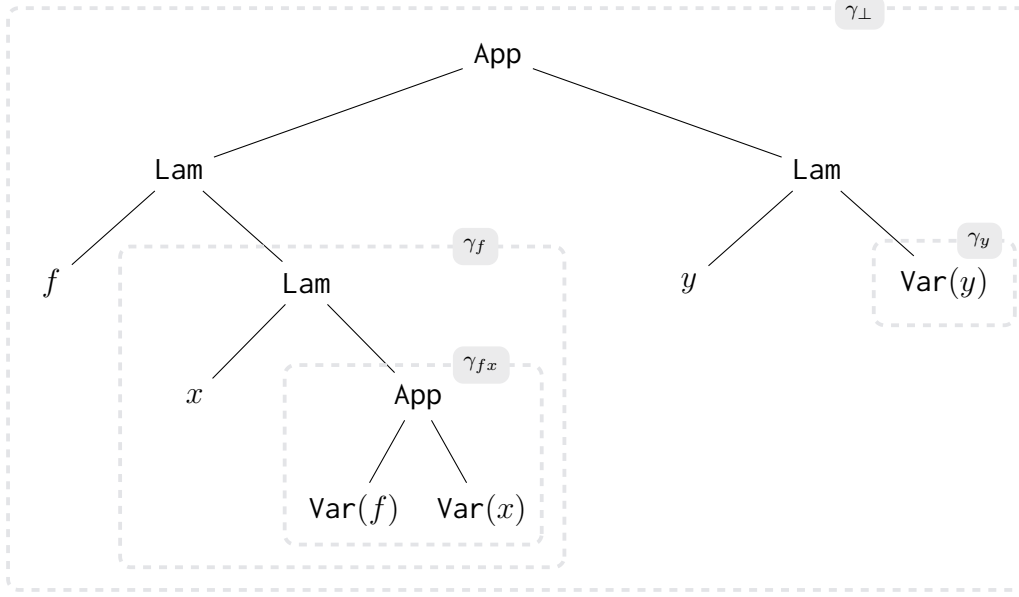 γ⊥
App
Lam Lam
γf γy
f Lam y Var(y)
γfx
x App
Var(f) Var(x)